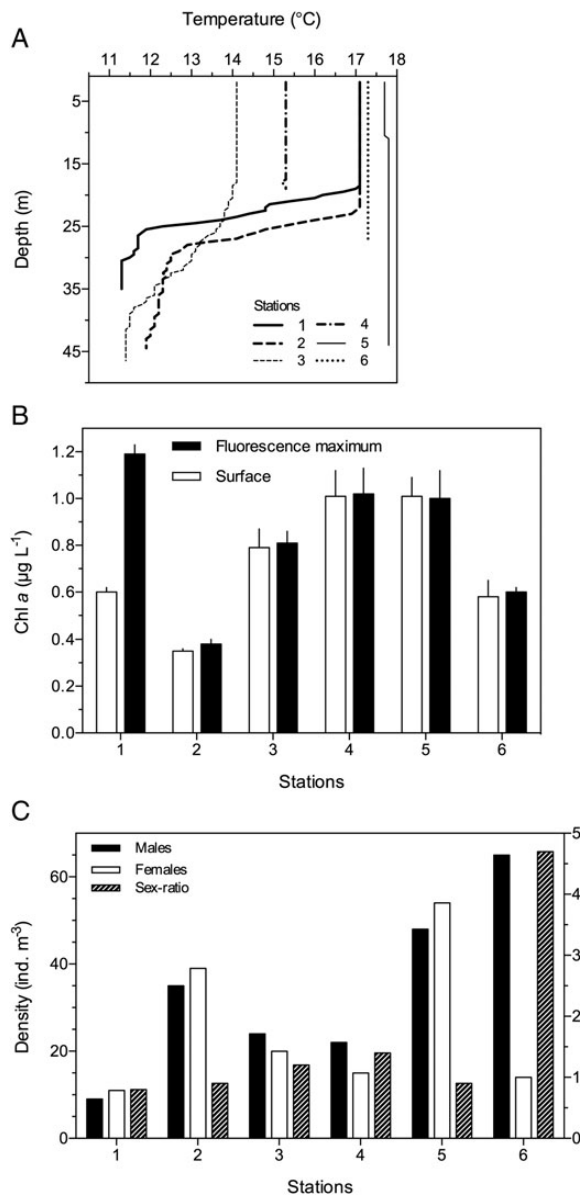 A
Temperature (°C)
11 12 13 14 15 16 17 18
5
15
25
35
45
Depth (m)
Stations
1 4
2 5
3 6
B
Fluorescence maximum
Surface
1.2
1.0
0.8
0.6
0.4
0.2
0.0
Chl a (µg L-1)
1 2 3 4 5 6
Stations
C
Males
Females
Sex-ratio
60
40
20
0
Density (ind. m-3)
5
4
3
2
1
0
1 2 3 4 5 6
Stations